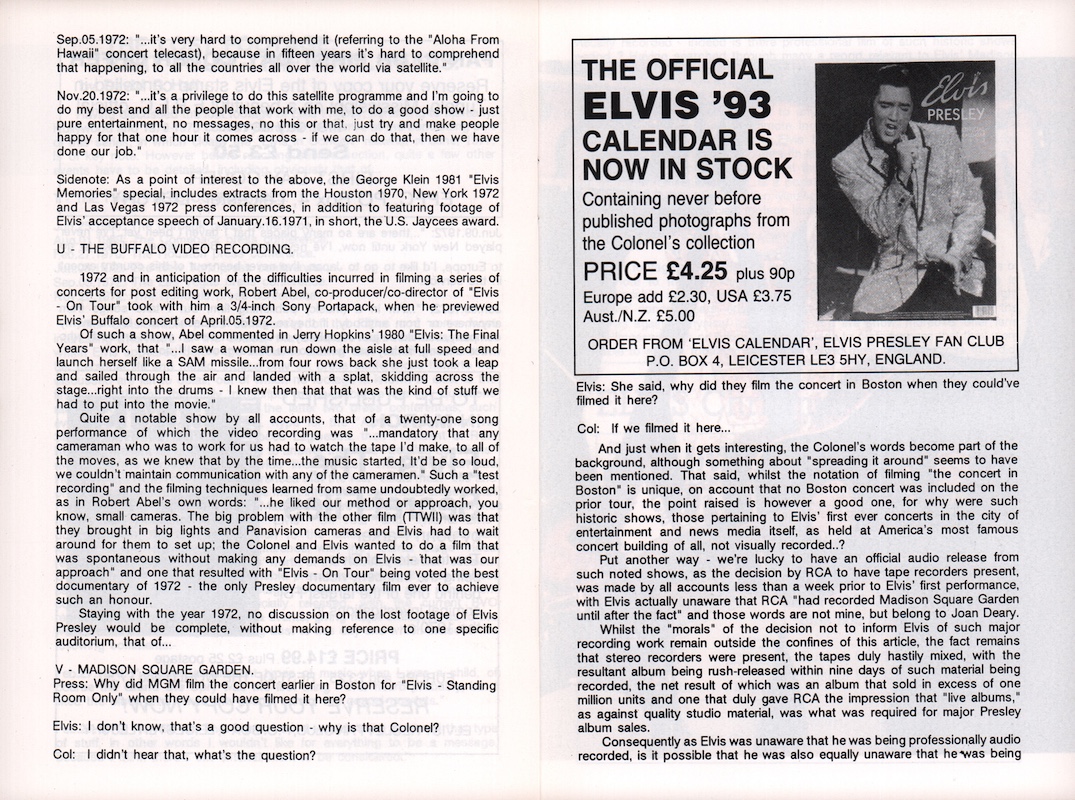 Sep.05.1972: "...it's very hard to comprehend it (referring to the "Aloha From
Hawaii" concert telecast), because in fifteen years it's hard to comprehend
that happening, to all the countries all over the world via satellite."
Nov.20.1972: "...it's a privilege to do this satellite programme and I'm going to
do my best and all the people that work with me, to do a good show - just
pure entertainment, no messages, no this or that, just try and make people
happy for that one hour it comes across - if we can do that, then we have
done our job."
Sidenote: As a point of interest to the above, the George Klein 1981 "Elvis
Memories" special, includes extracts from the Houston 1970, New York 1972
and Las Vegas 1972 press conferences, in addition to featuring footage of
Elvis' acceptance speech of January.16.1971, in short, the U.S. Jaycees award.
U - THE BUFFALO VIDEO RECORDING.
1972 and in anticipation of the difficulties incurred in filming a series of
concerts for post editing work, Robert Abel, co-producer/co-director of "Elvis
- On Tour" took with him a 3/4-inch Sony Portapack, when he previewed
Elvis' Buffalo concert of April.05.1972.
Of such a show, Abel commented in Jerry Hopkins' 1980 "Elvis: The Final
Years" work, that "...I saw a woman run down the aisle at full speed and
launch herself like a SAM missile...from four rows back she just took a leap
and sailed through the air and landed with a splat, skidding across the
stage...right into the drums - I knew then that that was the kind of stuff we
had to put into the movie."
Quite a notable show by all accounts, that of a twenty-one song
performance of which the video recording was "...mandatory that any
cameraman who was to work for us had to watch the tape I'd make, to all of
the moves, as we knew that by the time...the music started, It'd be so loud,
we couldn't maintain communication with any of the cameramen." Such a "test
recording" and the filming techniques learned from same undoubtedly worked,
as in Robert Abel's own words: "...he liked our method or approach, you
know, small cameras. The big problem with the other film (TTWII) was that
they brought in big lights and Panavision cameras and Elvis had to wait
around for them to set up; the Colonel and Elvis wanted to do a film that
was spontaneous without making any demands on Elvis - that was our
approach" and one that resulted with "Elvis - On Tour" being voted the best
documentary of 1972 - the only Presley documentary film ever to achieve
such an honour.
Staying with the year 1972, no discussion on the lost footage of Elvis
Presley would be complete, without making reference to one specific
auditorium, that of...
V - MADISON SQUARE GARDEN.
Press: Why did MGM film the concert earlier in Boston for "Elvis - Standing
Room Only" when they could have filmed it here?
Elvis: I don't know, that's a good question - why is that Colonel?
Col: I didn't hear that, what's the question?
THE OFFICIAL
ELVIS '93
CALENDAR IS
NOW IN STOCK
Containing never before
published photographs from
the Colonel's collection
PRICE £4.25 plus 90p
Europe add £2.30, USA £3.75
Aust./N.Z. £5.00
Elvis
PRESLEY
ORDER FROM 'ELVIS CALENDAR', ELVIS PRESLEY FAN CLUB
P.O. BOX 4, LEICESTER LE3 5HY, ENGLAND.
Elvis: She said, why did they film the concert in Boston when they could've
filmed it here?
Col: If we filmed it here...
And just when it gets interesting, the Colonel's words become part of the
background, although something about "spreading it around" seems to have
been mentioned. That said, whilst the notation of filming "the concert in
Boston" is unique, on account that no Boston concert was included on the
prior tour, the point raised is however a good one, for why were such
historic shows, those pertaining to Elvis' first ever concerts in the city of
entertainment and news media itself, as held at America's most famous
concert building of all, not visually recorded..?
Put another way - we're lucky to have an official audio release from
such noted shows, as the decision by RCA to have tape recorders present,
was made by all accounts less than a week prior to Elvis' first performance,
with Elvis actually unaware that RCA "had recorded Madison Square Garden
until after the fact" and those words are not mine, but belong to Joan Deary.
Whilst the "morals" of the decision not to inform Elvis of such major
recording work remain outside the confines of this article, the fact remains
that stereo recorders were present, the tapes duly hastily mixed, with the
resultant album being rush-released within nine days of such material being
recorded, the net result of which was an album that sold in excess of one
million units and one that duly gave RCA the impression that "live albums,"
as against quality studio material, was what was required for major Presley
album sales.
Consequently as Elvis was unaware that he was being professionally audio
recorded, is it possible that he was also equally unaware that he was being